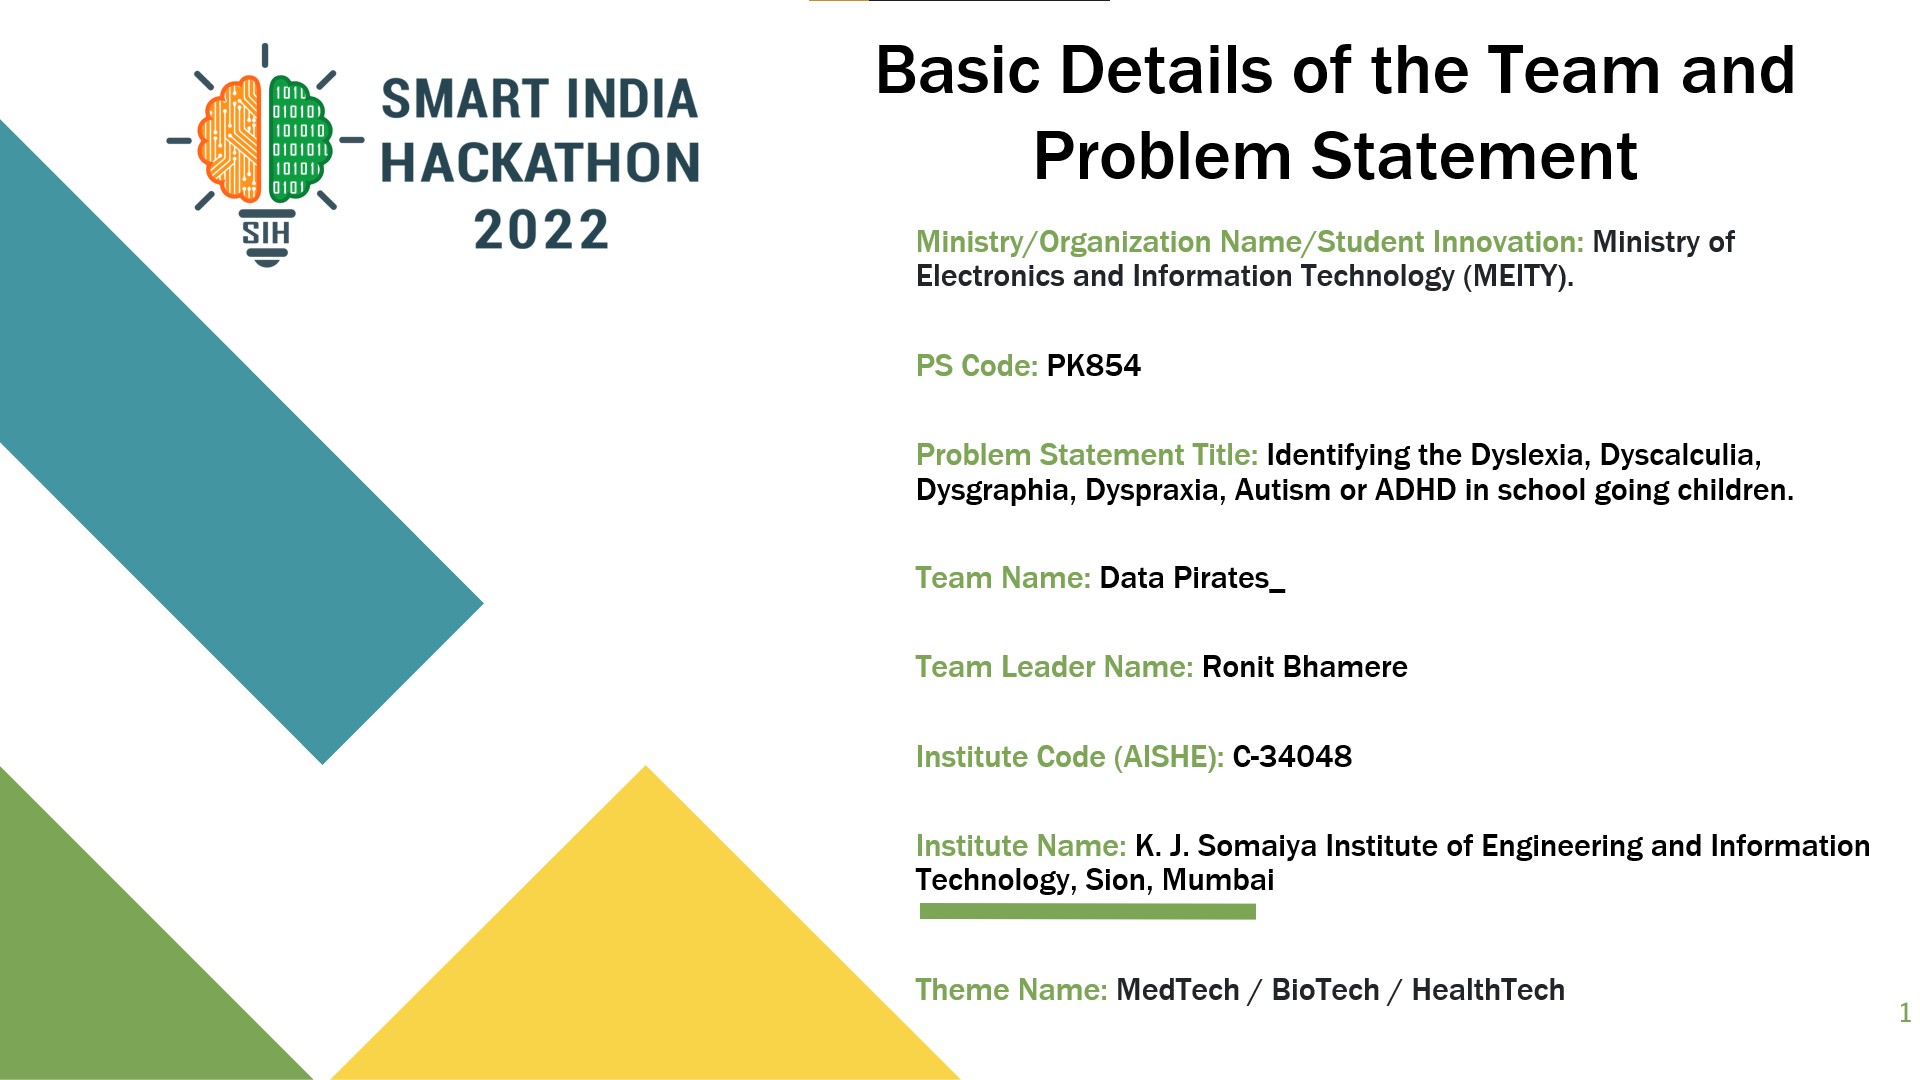 SMART INDIA
HACKATHON
2022
SIH
101010
101010
101010
Basic Details of the Team and
Problem Statement
Ministry/Organization Name/Student Innovation: Ministry of
Electronics and Information Technology (MEITY).
PS Code: PK854
Problem Statement Title: Identifying the Dyslexia, Dyscalculia,
Dysgraphia, Dyspraxia, Autism or ADHD in school going children.
Team Name: Data Pirates_
Team Leader Name: Ronit Bhamere
Institute Code (AISHE): C-34048
Institute Name: K. J. Somaiya Institute of Engineering and Information
Technology, Sion, Mumbai
Theme Name: MedTech / BioTech / HealthTech
1